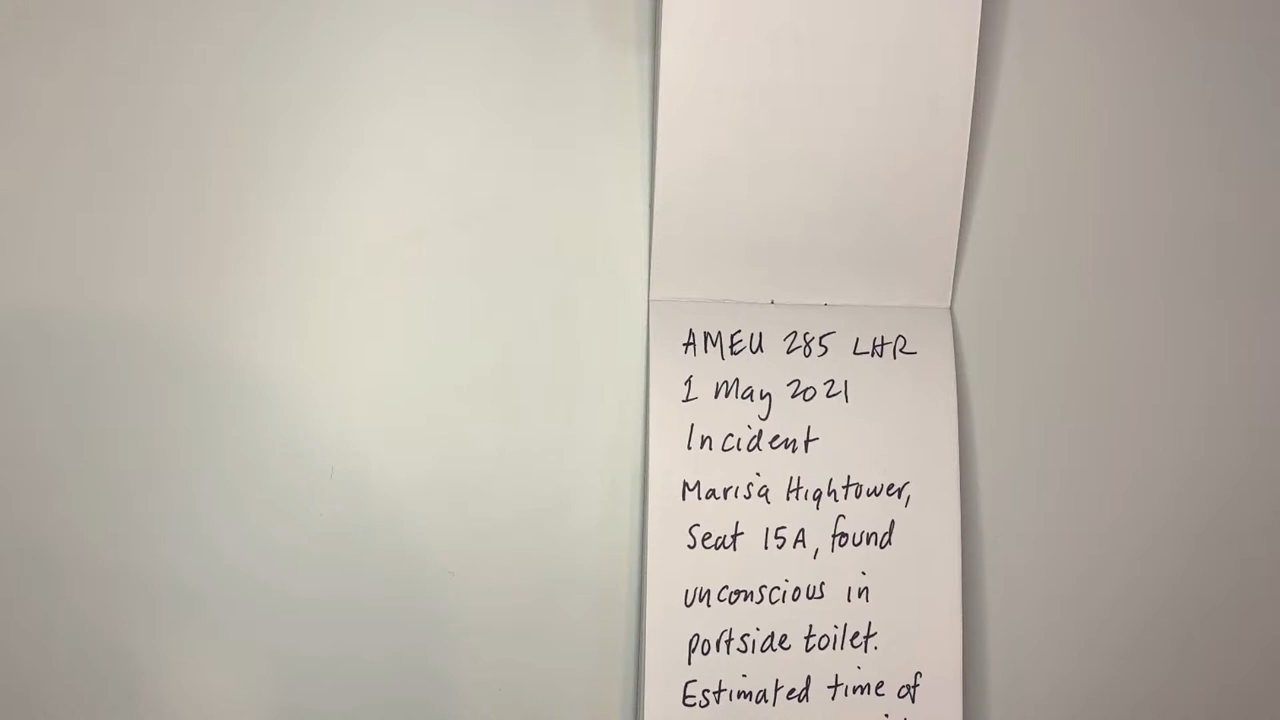 AMEU 285 LHR
1 May 2021
Incident
Marisa Hightower,
Seat 15A, found
unconscious in
portside toilet.
Estimated time of